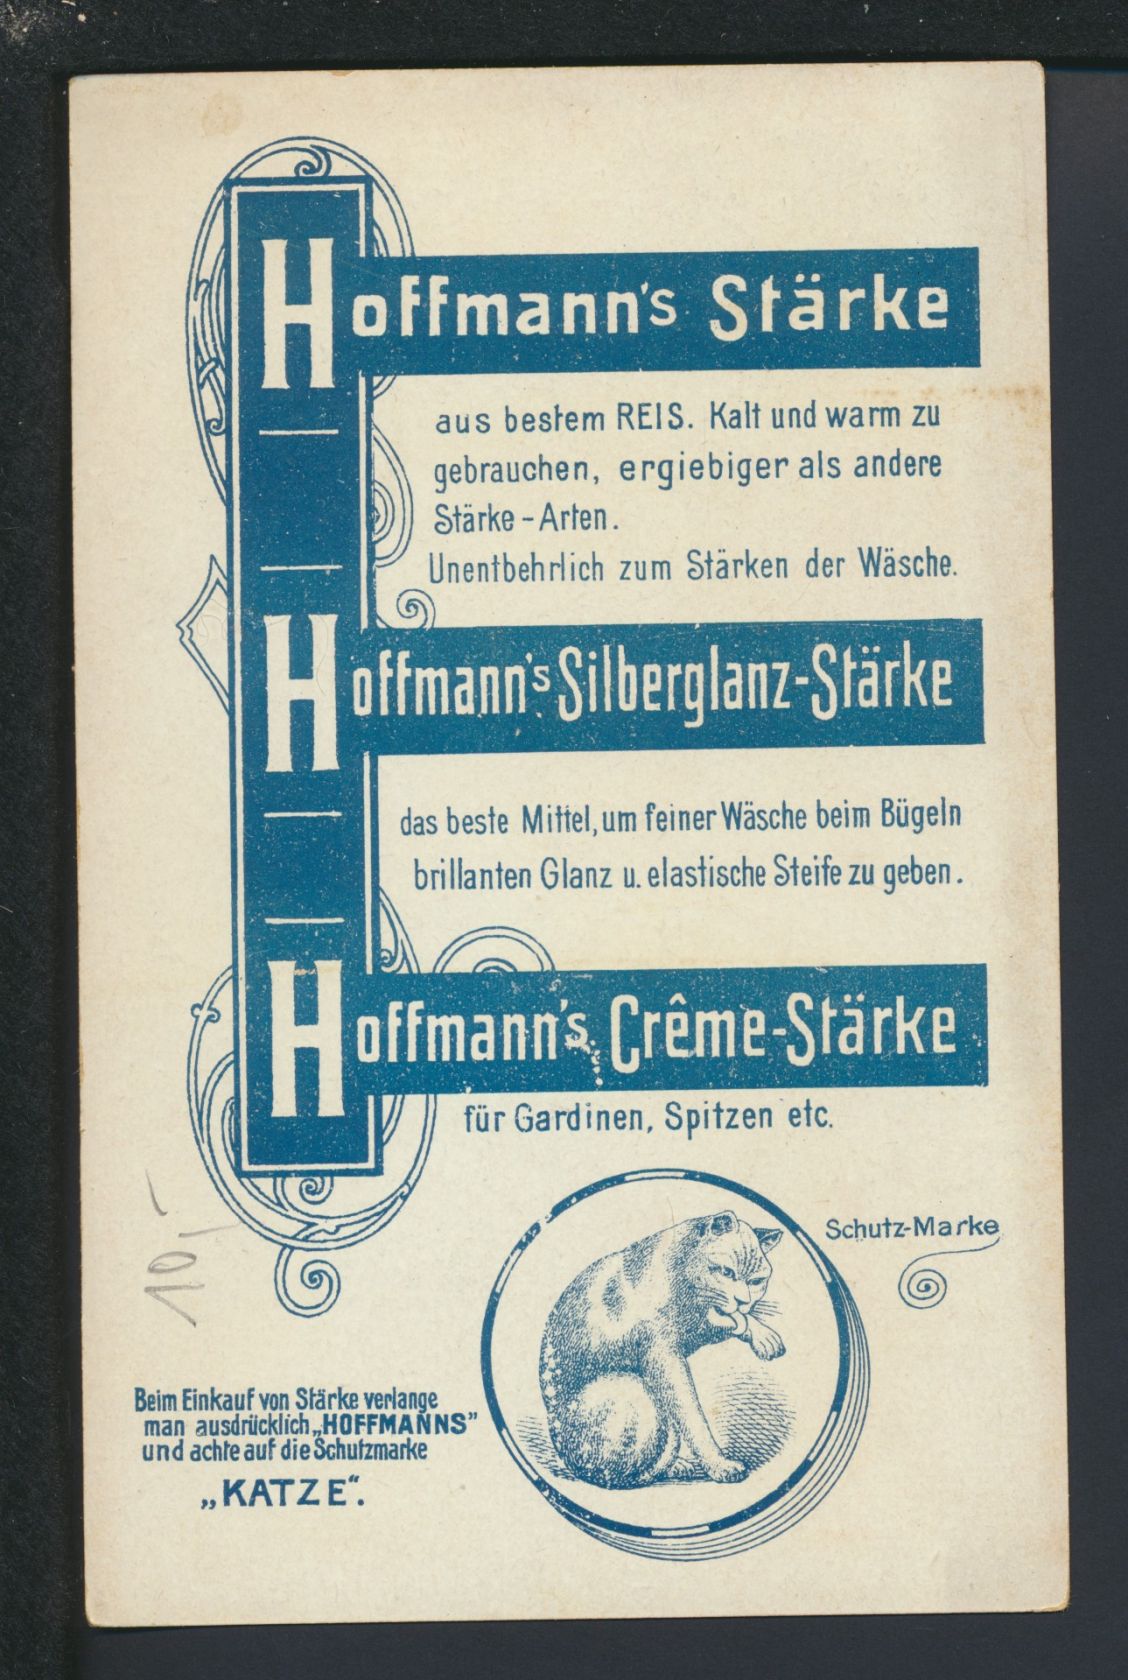 Hoffmann's Stärke
aus bestem REIS. Kalt und warm zu
gebrauchen, ergiebiger als andere
Stärke-Arten.
Unentbehrlich zum Stärken der Wäsche.
Hoffmann's Silberglanz-Stärke
das beste Mittel, um feiner Wäsche beim Bügeln
brillanten Glanz u. elastische Steife zu geben.
Hoffmann's Crême-Stärke
für Gardinen, Spitzen etc.
Schutz-Marke
10,-
Beim Einkauf von Stärke verlange
man ausdrücklich „HOFFMANNS"
und achte auf die Schutzmarke
„KATZE".